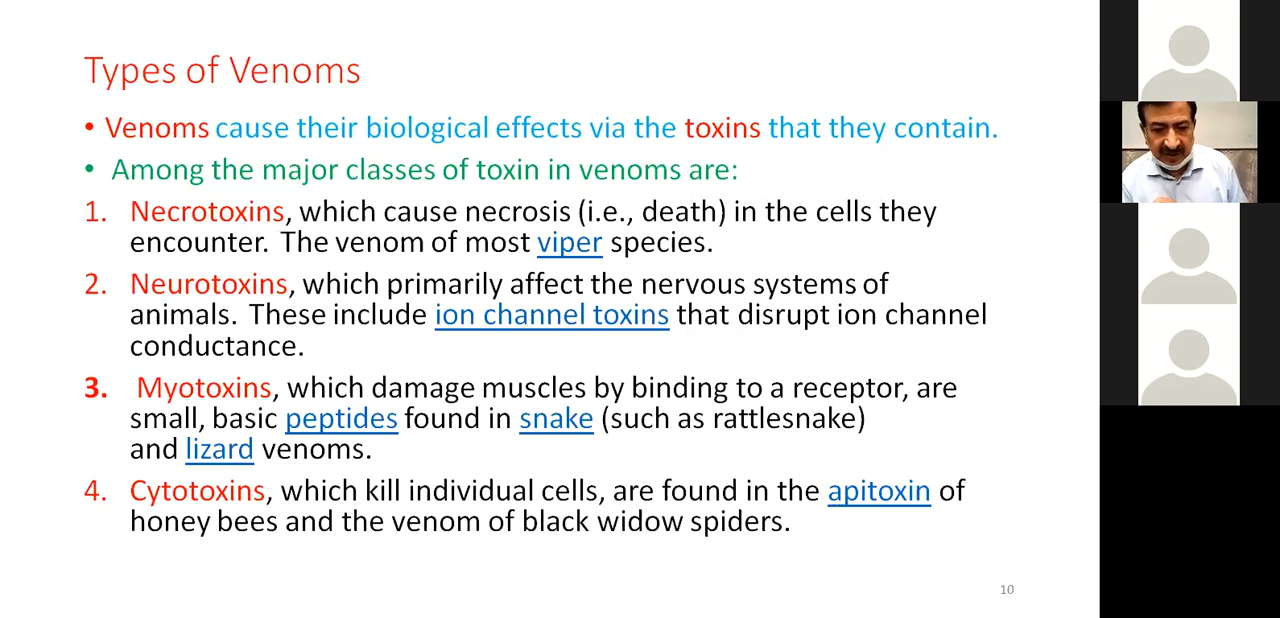 Types of Venoms
• Venoms cause their biological effects via the toxins that they contain.
• Among the major classes of toxin in venoms are:
1. Necrotoxins, which cause necrosis (i.e., death) in the cells they
encounter. The venom of most viper species.
2. Neurotoxins, which primarily affect the nervous systems of
animals. These include ion channel toxins that disrupt ion channel
conductance.
3. Myotoxins, which damage muscles by binding to a receptor, are
small, basic peptides found in snake (such as rattlesnake)
and lizard venoms.
4. Cytotoxins, which kill individual cells, are found in the apitoxin of
honey bees and the venom of black widow spiders.
10